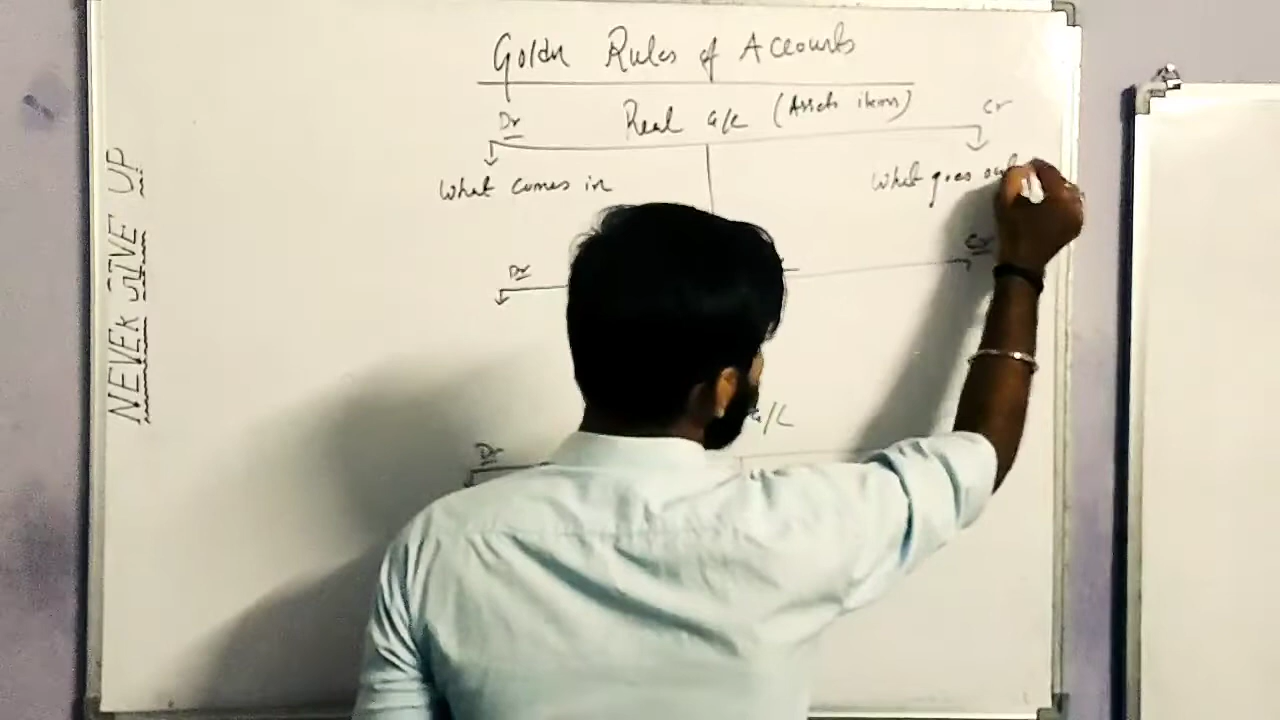 Goldn Rules of Accounts
Dr Real a/c (Assets items) Cr
What comes in What goes out
Dr Cr
a/c
Dr
NEVER GIVE UP